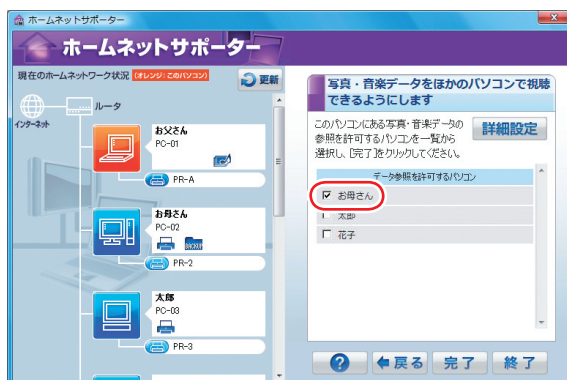 ホームネットサポーター
ホームネットサポーター
現在のホームネットワーク状況 (オレンジ:このパソコン)
更新
インターネット
ルータ
お父さん
PC-01
PR-A
お母さん
PC-02
BACKUP
PR-2
太郎
PC-03
PR-3
写真・音楽データをほかのパソコンで視聴
できるようにします
このパソコンにある写真・音楽データの
参照を許可するパソコンを一覧から
選択し、[完了]をクリックしてください。
詳細設定
データ参照を許可するパソコン
お母さん
太郎
花子
? 戻る 完了 終了